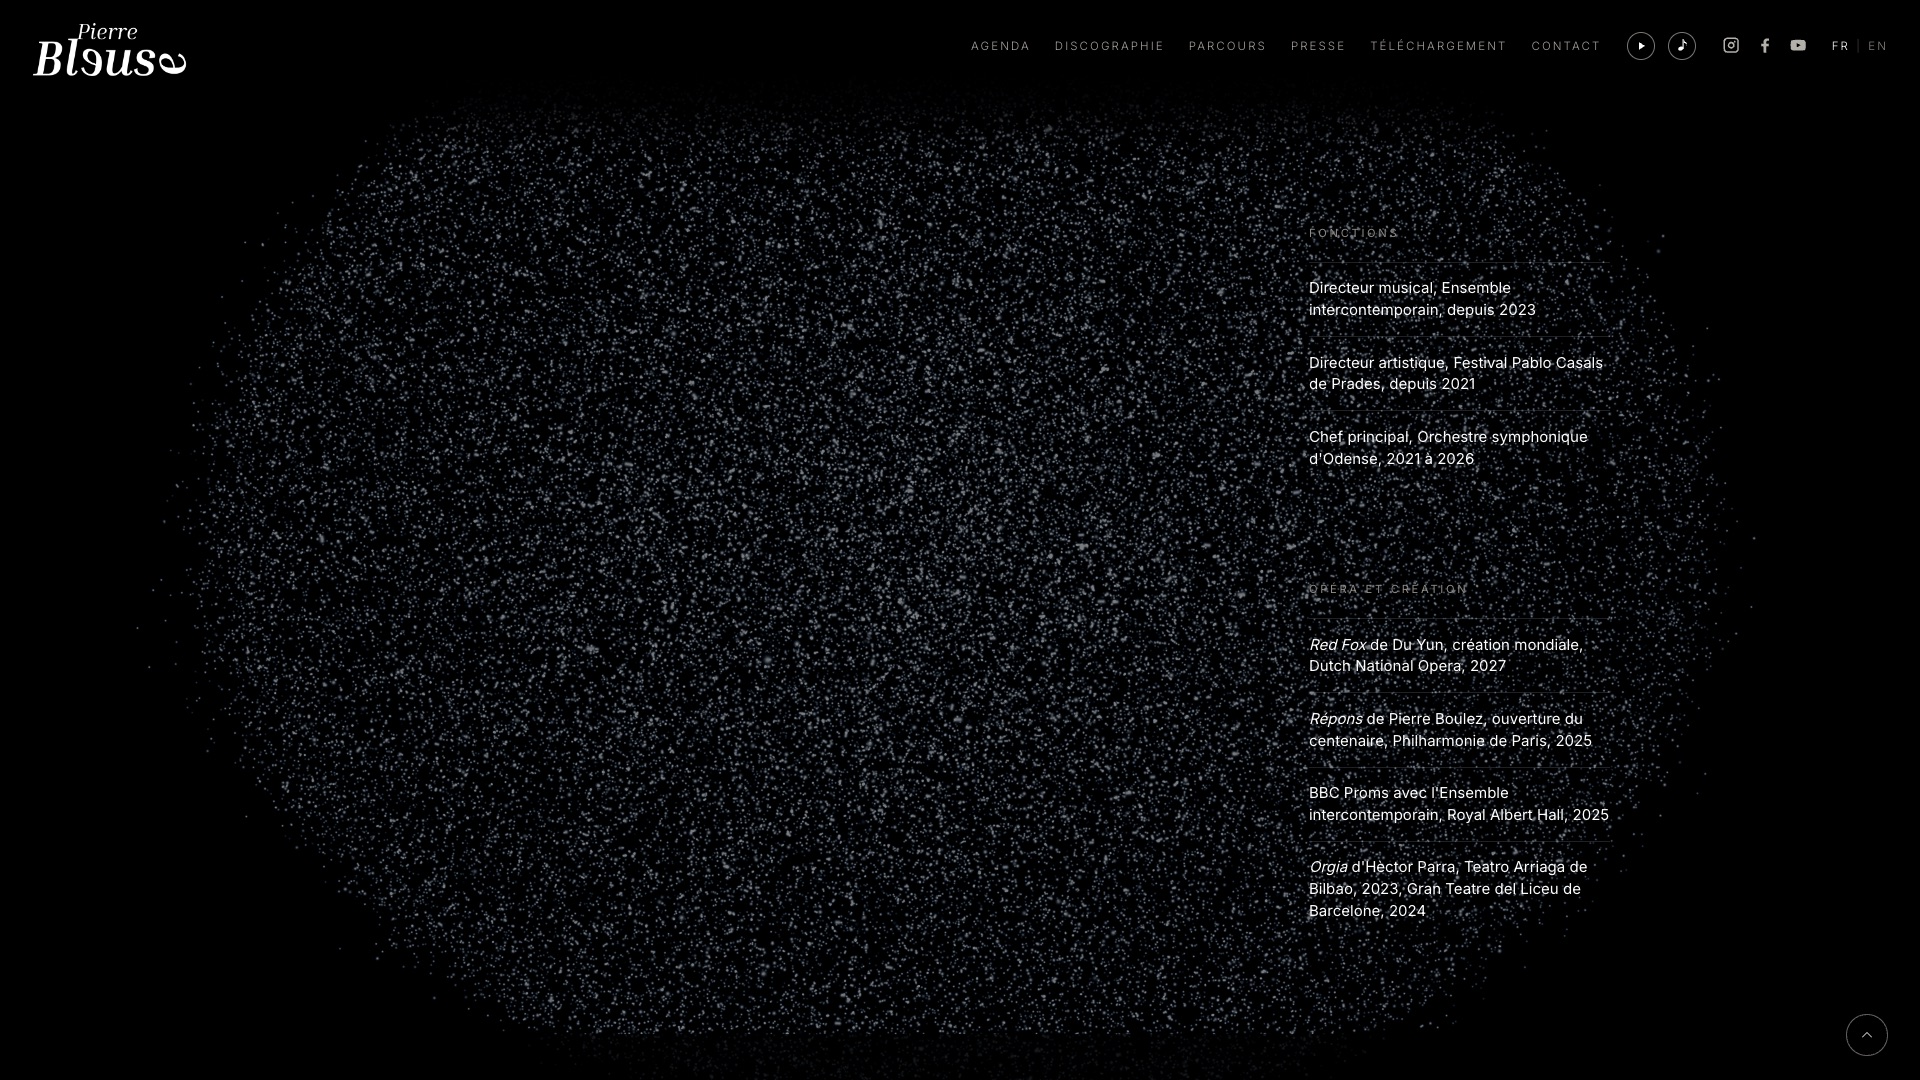 Pierre
Bleuse
AGENDA DISCOGRAPHIE PARCOURS PRESSE TÉLÉCHARGEMENT CONTACT FR | EN
FONCTIONS
Directeur musical, Ensemble
intercontemporain, depuis 2023
Directeur artistique, Festival Pablo Casals
de Prades, depuis 2021
Chef principal, Orchestre symphonique
d'Odense, 2021 à 2026
OPÉRA ET CRÉATION
Red Fox de Du Yun, création mondiale,
Dutch National Opera, 2027
Répons de Pierre Boulez, ouverture du
centenaire, Philharmonie de Paris, 2025
BBC Proms avec l'Ensemble
intercontemporain, Royal Albert Hall, 2025
Orgia d'Hèctor Parra, Teatro Arriaga de
Bilbao, 2023, Gran Teatre del Liceu de
Barcelone, 2024